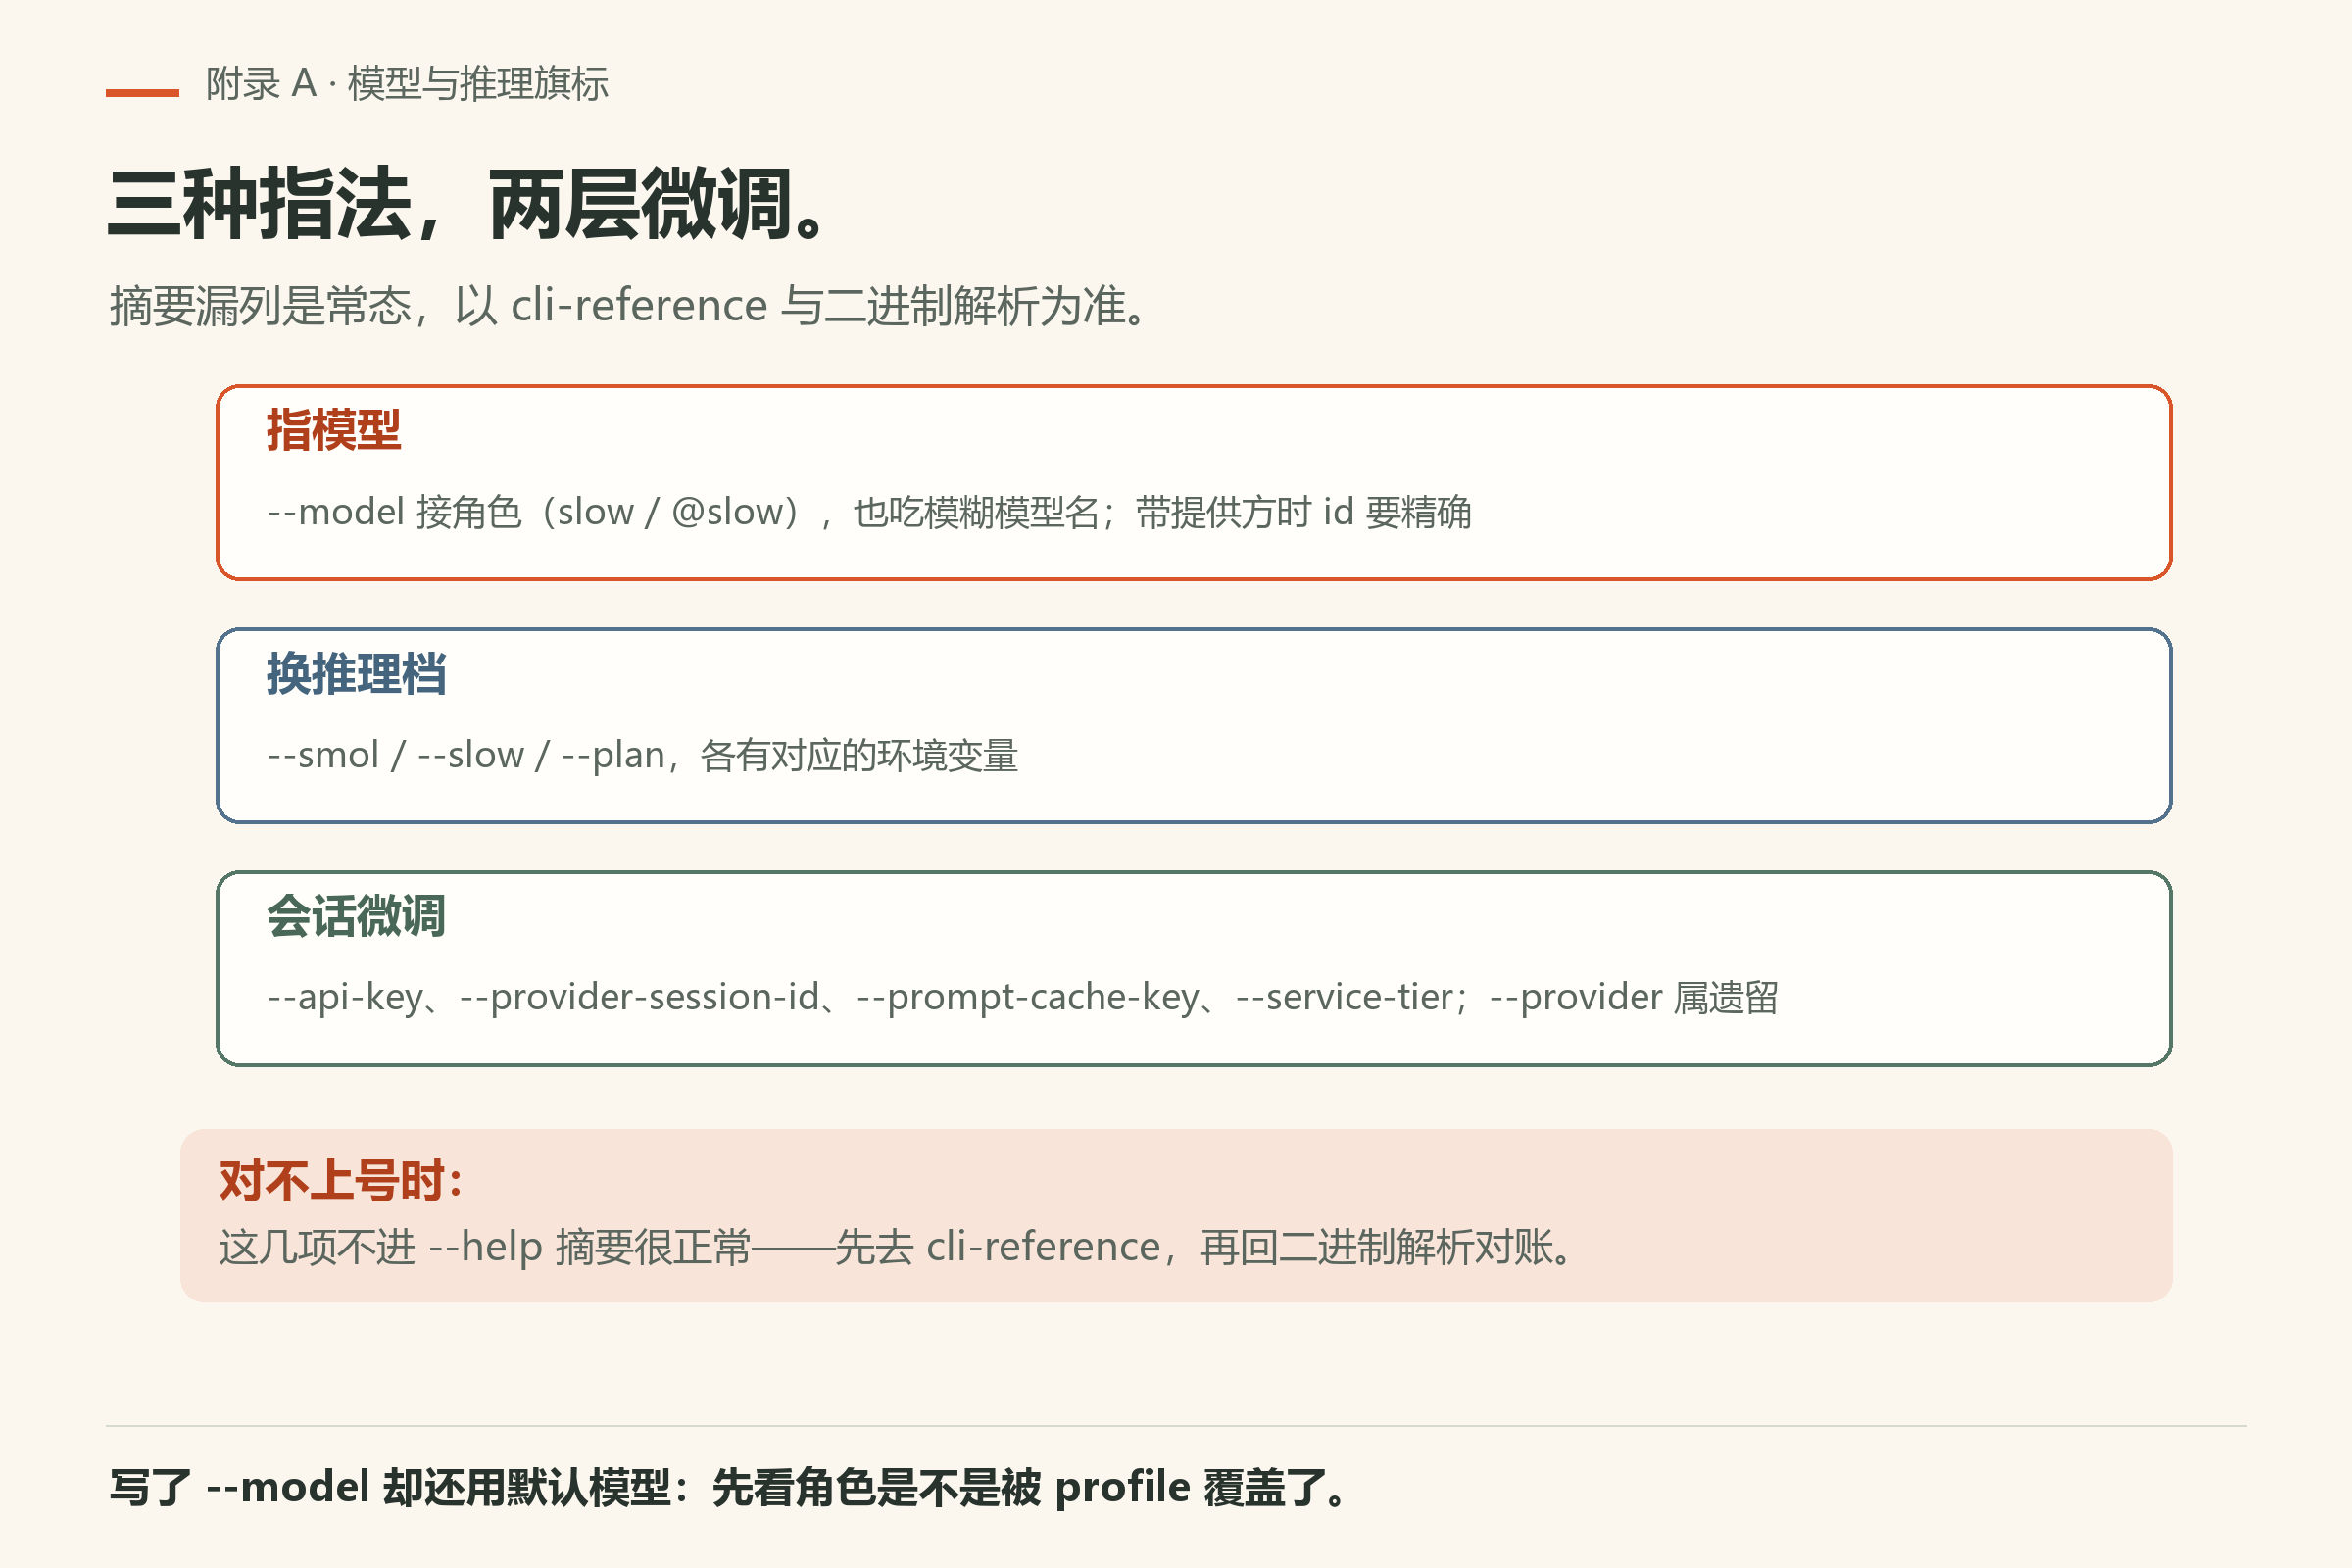 附录 A · 模型与推理旗标
三种指法，两层微调。
摘要漏列是常态，以 cli-reference 与二进制解析为准。
指模型
--model 接角色（slow / @slow），也吃模糊模型名；带提供方时 id 要精确
换推理档
--smol / --slow / --plan，各有对应的环境变量
会话微调
--api-key、--provider-session-id、--prompt-cache-key、--service-tier；--provider 属遗留
对不上号时：
这几项不进 --help 摘要很正常——先去 cli-reference，再回二进制解析对账。
写了 --model 却还用默认模型：先看角色是不是被 profile 覆盖了。